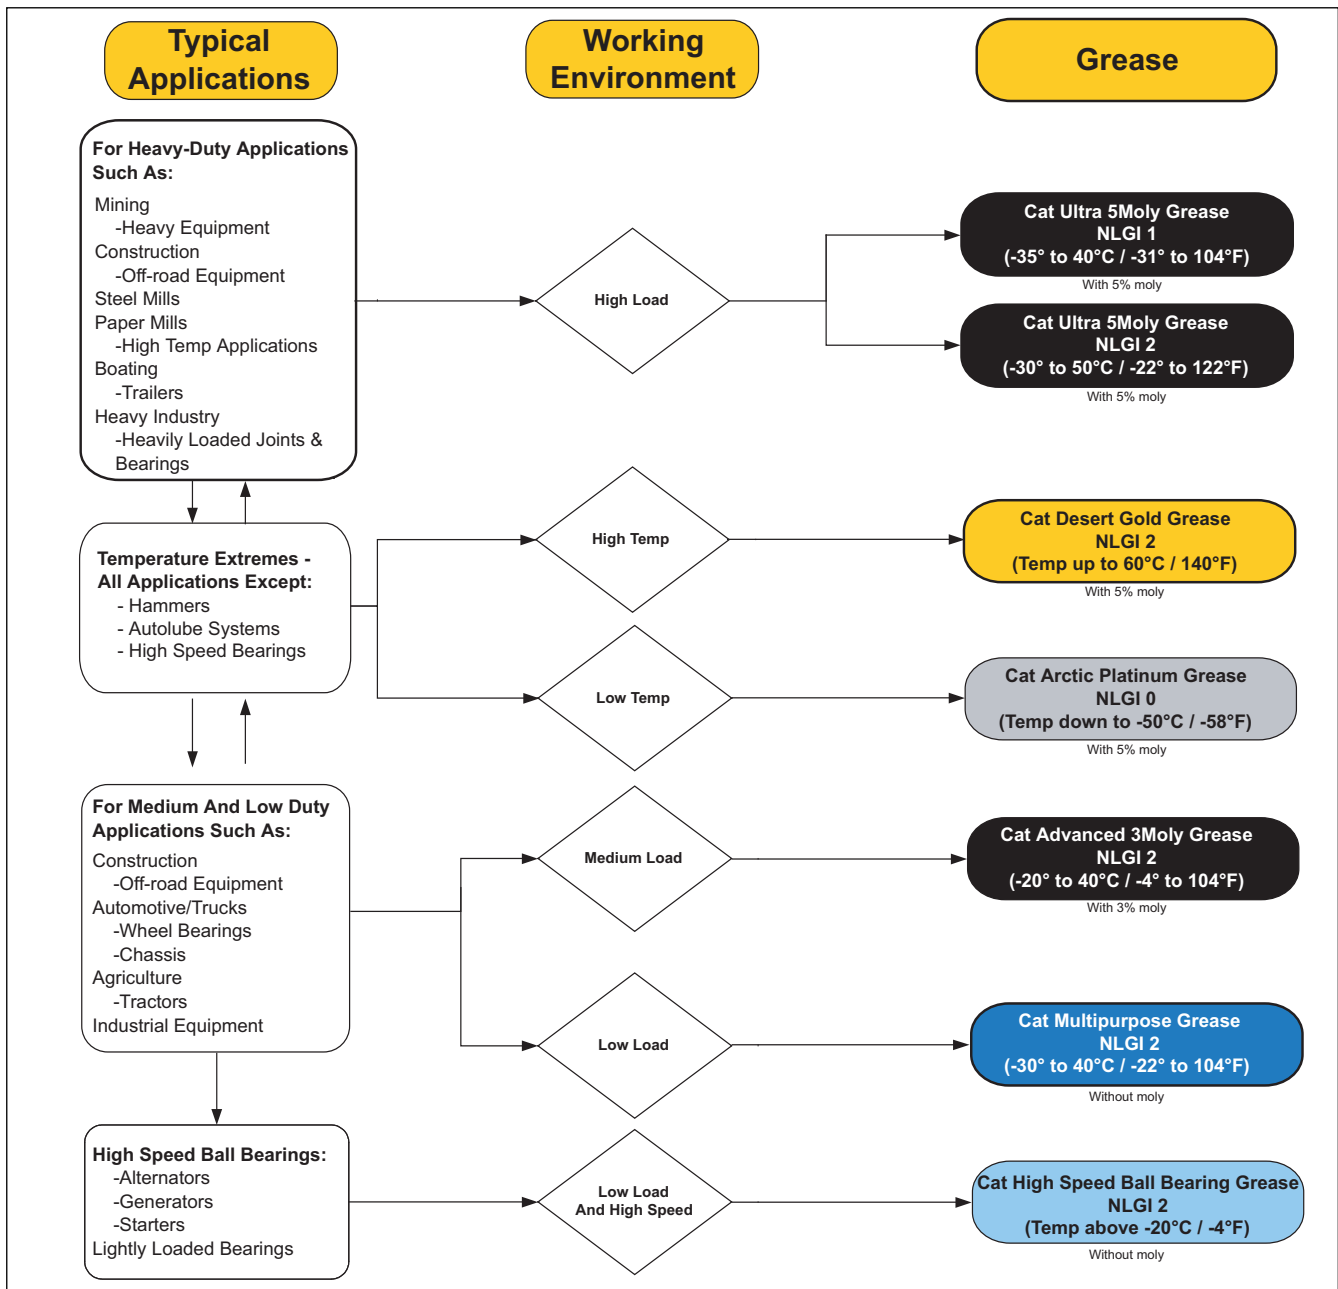 Typical
Applications
Working
Environment
Grease
For Heavy-Duty Applications
Such As:
Mining
-Heavy Equipment
Construction
-Off-road Equipment
Steel Mills
Paper Mills
-High Temp Applications
Boating
-Trailers
Heavy Industry
-Heavily Loaded Joints &
Bearings
High Load
Cat Ultra 5Moly Grease
NLGI 1
(-35° to 40°C / -31° to 104°F)
With 5% moly
Cat Ultra 5Moly Grease
NLGI 2
(-30° to 50°C / -22° to 122°F)
With 5% moly
Temperature Extremes -
All Applications Except:
- Hammers
- Autolube Systems
- High Speed Bearings
High Temp
Cat Desert Gold Grease
NLGI 2
(Temp up to 60°C / 140°F)
With 5% moly
Low Temp
Cat Arctic Platinum Grease
NLGI 0
(Temp down to -50°C / -58°F)
With 5% moly
For Medium And Low Duty
Applications Such As:
Construction
-Off-road Equipment
Automotive/Trucks
-Wheel Bearings
-Chassis
Agriculture
-Tractors
Industrial Equipment
Medium Load
Cat Advanced 3Moly Grease
NLGI 2
(-20° to 40°C / -4° to 104°F)
With 3% moly
Low Load
Cat Multipurpose Grease
NLGI 2
(-30° to 40°C / -22° to 104°F)
Without moly
High Speed Ball Bearings:
-Alternators
-Generators
-Starters
Lightly Loaded Bearings
Low Load
And High Speed
Cat High Speed Ball Bearing Grease
NLGI 2
(Temp above -20°C / -4°F)
Without moly